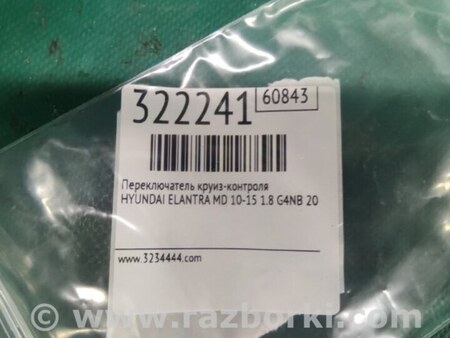 322241
60843
Переключатель круиз-контроля
HYUNDAI ELANTRA MD 10-15 1.8 G4NB 20
www.3234444.com
www.razborki.com